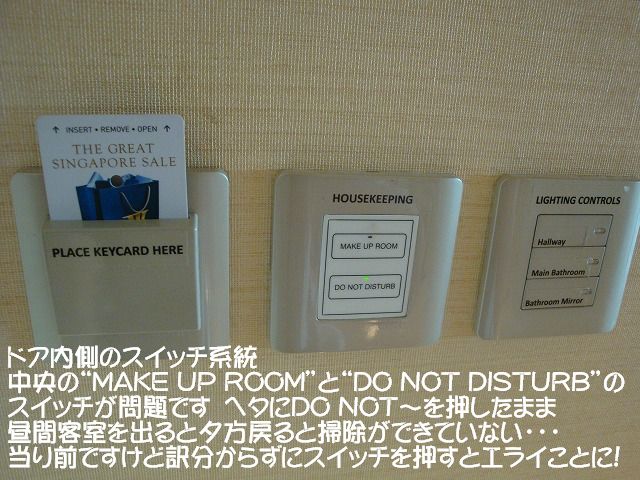 ↑ INSERT • REMOVE • OPEN ↑
THE GREAT
SINGAPORE SALE
PLACE KEYCARD HERE
HOUSEKEEPING
MAKE UP ROOM
DO NOT DISTURB
LIGHTING CONTROLS
Hallway
Main Bathroom
Bathroom Mirror
ドア内側のスイッチ系統
中央の“MAKE UP ROOM”と“DO NOT DISTURB”の
スイッチが問題です ヘタにDO NOT～を押したまま
昼間客室を出ると夕方戻ると掃除ができていない・・・
当り前ですけど訳分からずにスイッチを押すとエライことに!